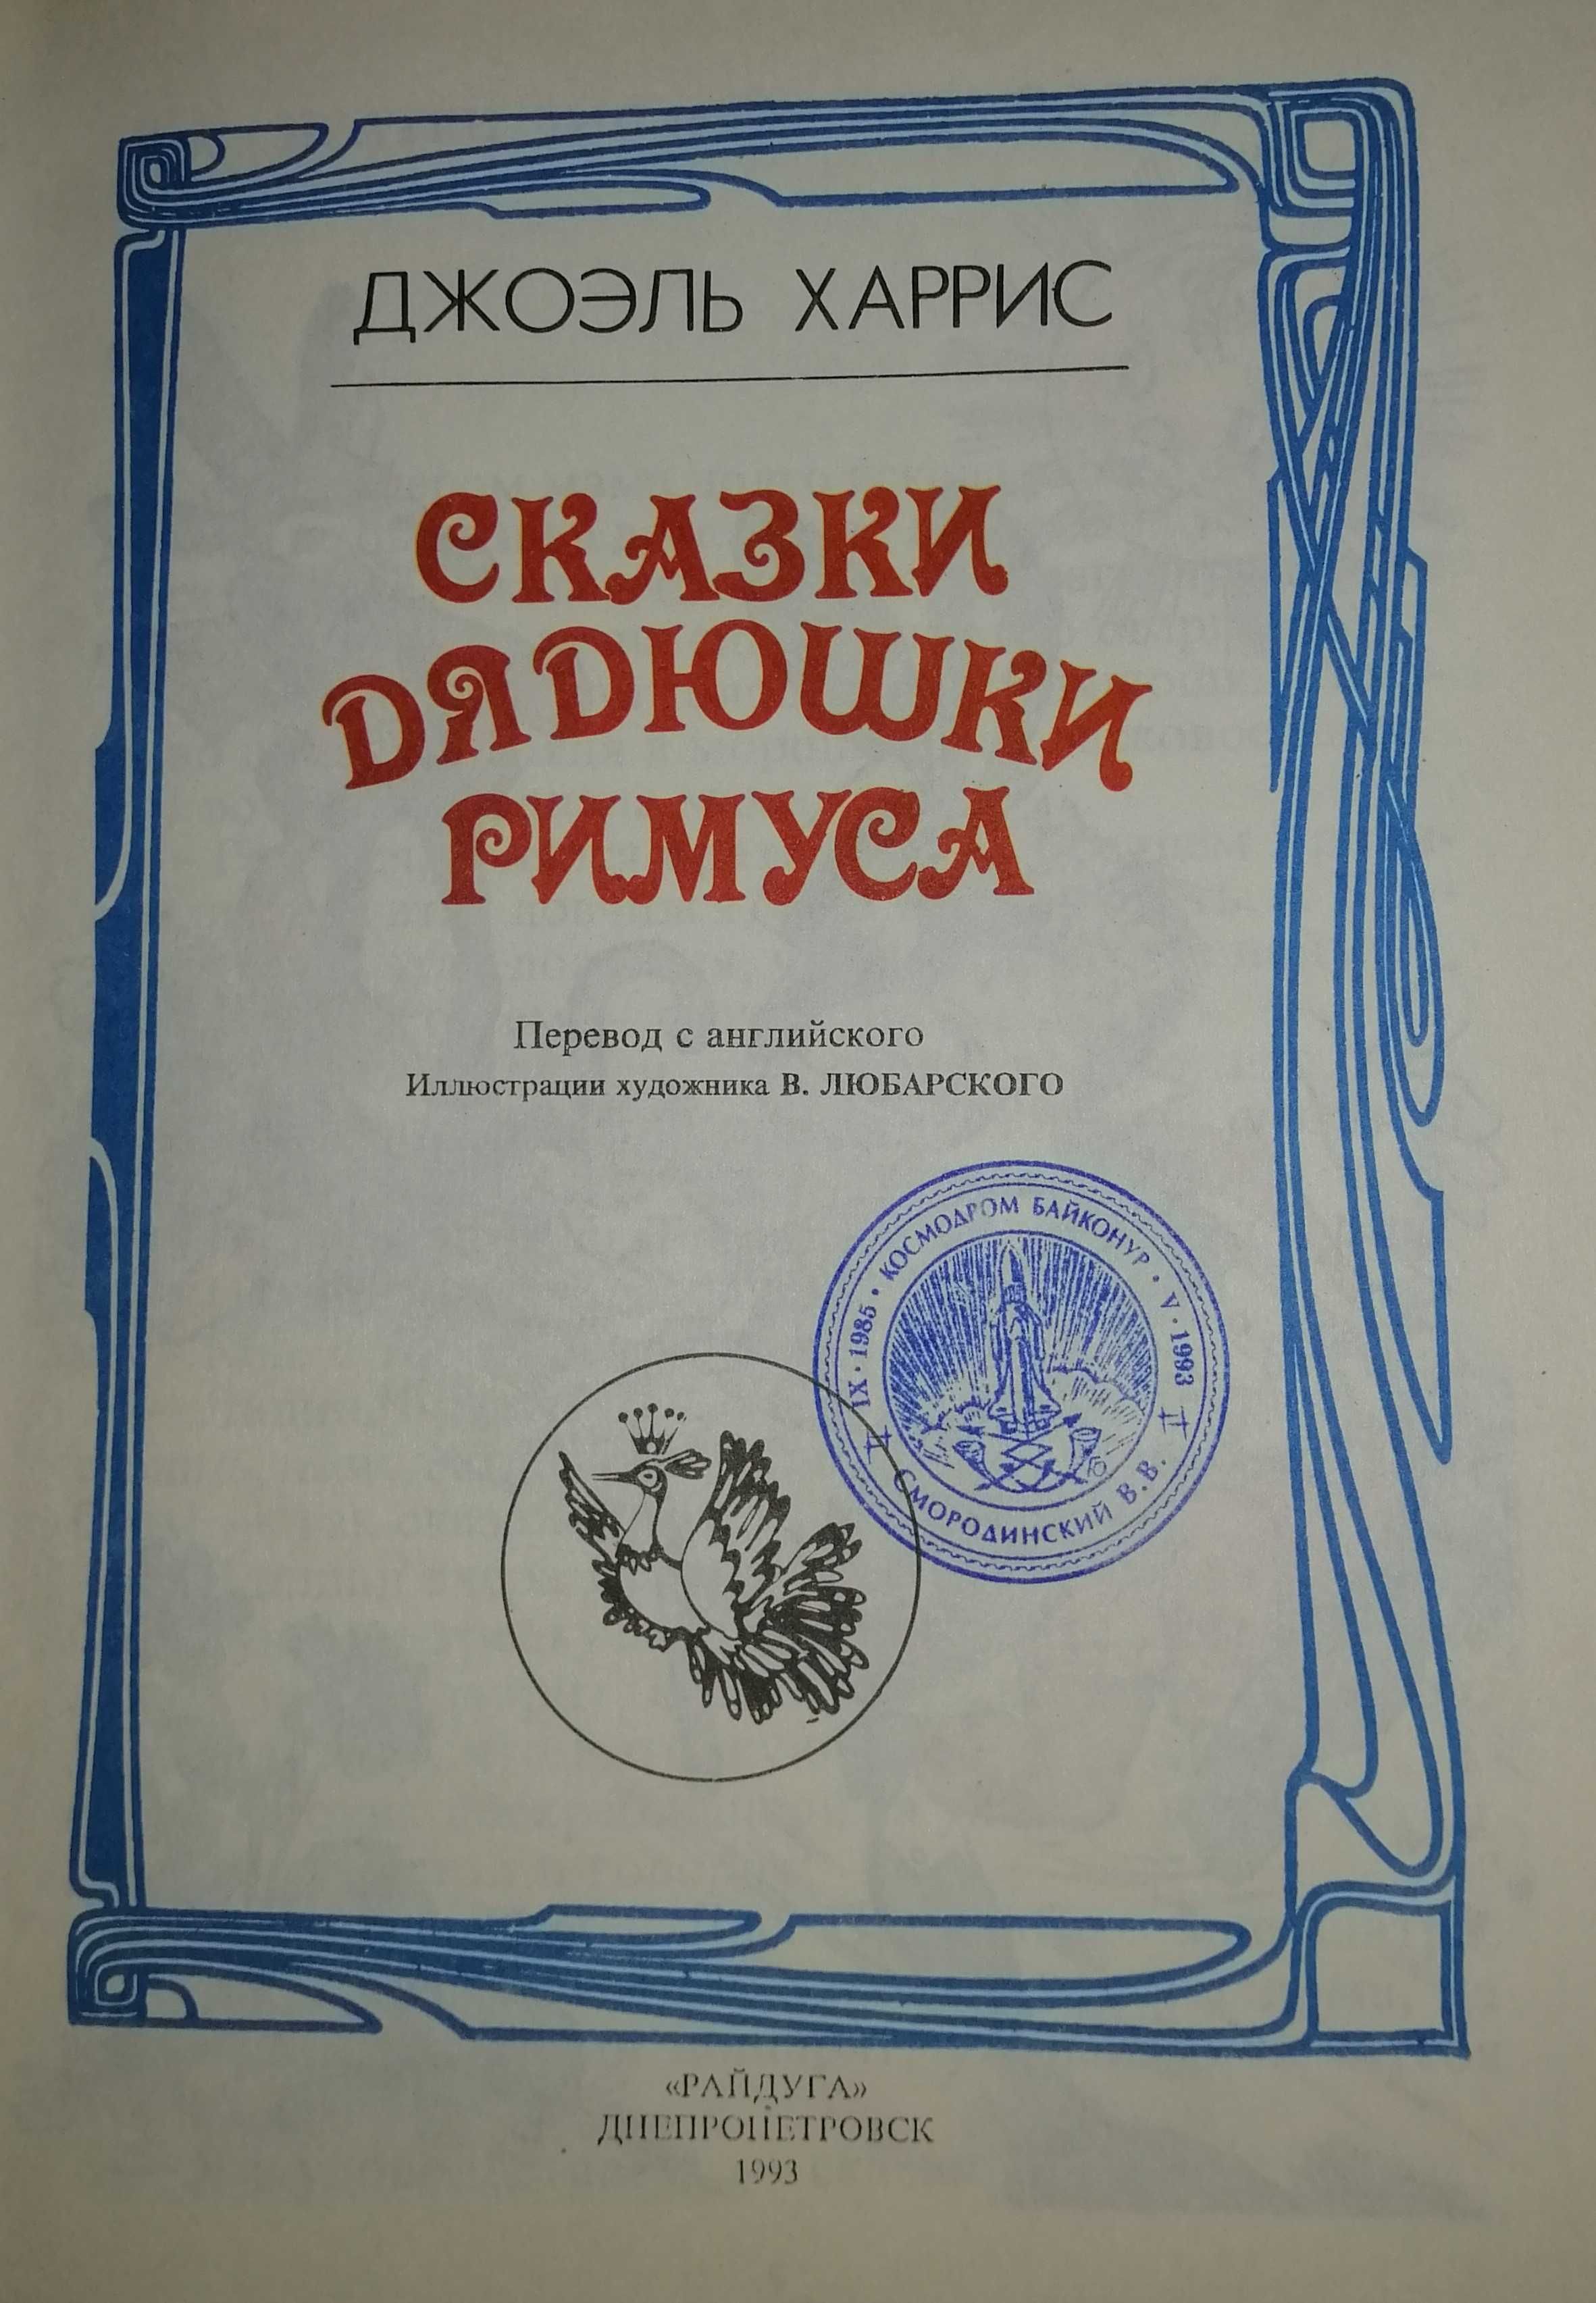 ДЖОЭЛЬ ХАРРИС
СКАЗКИ
ДЯДЮШКИ
РИМУСА
Перевод с английского
Иллюстрации художника В. ЛЮБАРСКОГО
IX · 1985 · КОСМОДРОМ БАЙКОНУР · V · 1993
СМОРОДИНСКИЙ В.В.
«РАЙДУГА»
ДНЕПРОПЕТРОВСК
1993